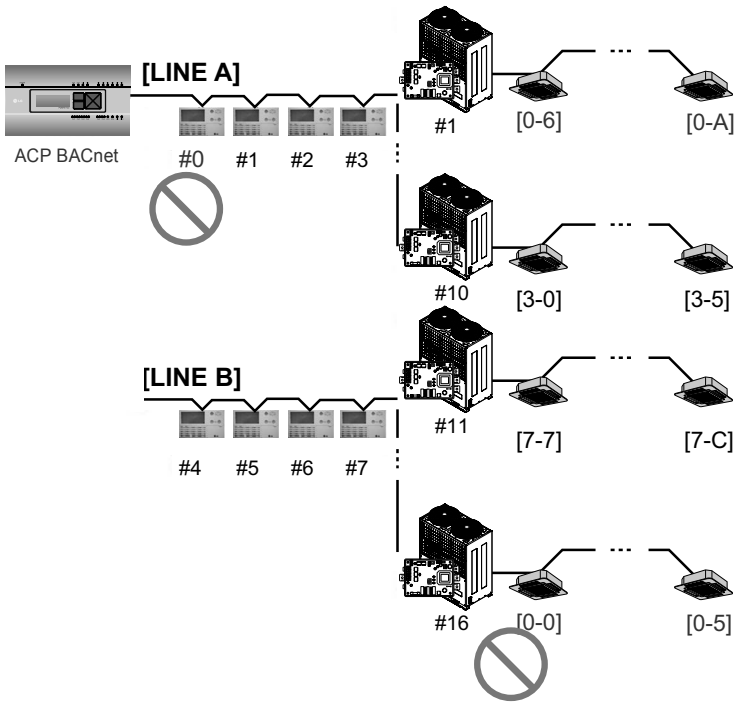 [LINE A]
ACP BACnet
#0 #1 #2 #3
#1 [0-6] [0-A]
#10 [3-0] [3-5]
[LINE B]
#4 #5 #6 #7
#11 [7-7] [7-C]
#16 [0-0] [0-5]